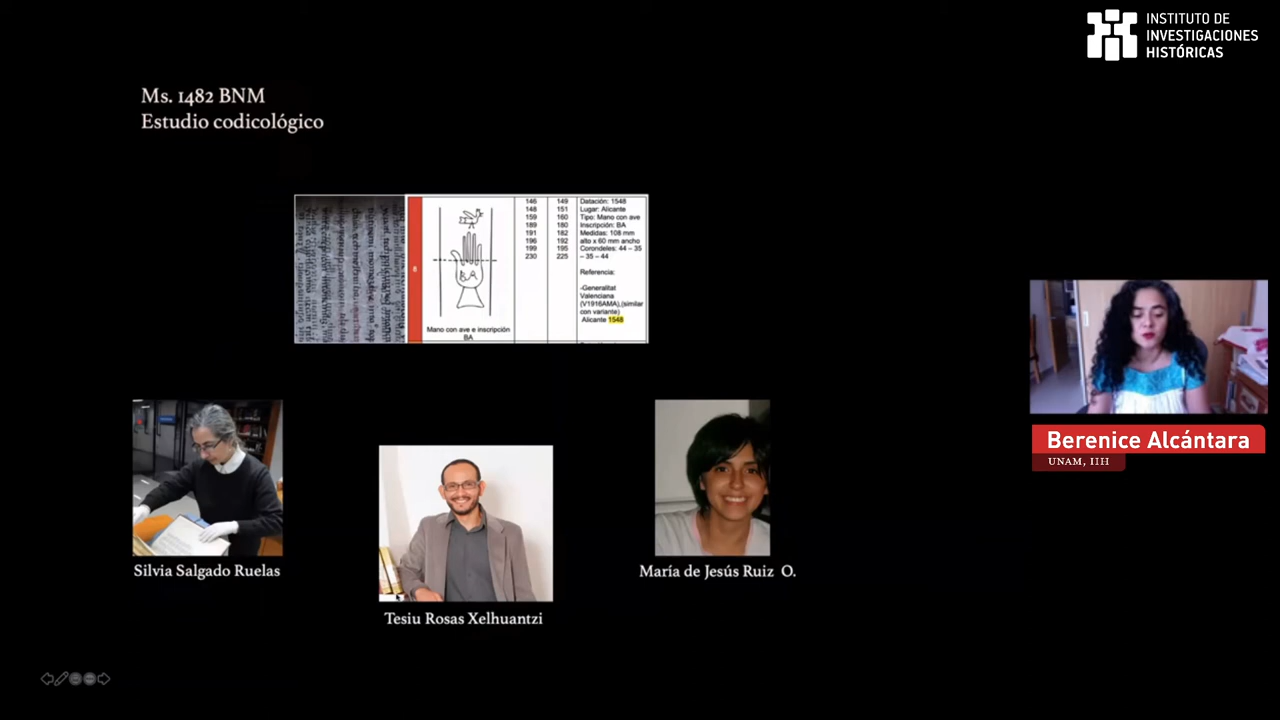 INSTITUTO DE
INVESTIGACIONES
HISTÓRICAS
Ms. 1482 BNM
Estudio codicológico
8
BA
Mano con ave e inscripción
BA
146 149
148 151
159 160
189 180
191 182
196 192
199 195
230 225
Datación: 1548
Lugar: Alicante
Tipo: Mano con ave
Inscripción: BA
Medidas: 108 mm
alto x 60 mm ancho
Corondeles: 44 – 35
– 35 – 44
Referencia:
-Generalitat
Valenciana
(V1916AMA),(similar
con variante)
Alicante 1548
Berenice Alcántara
UNAM, IIH
Silvia Salgado Ruelas
Tesiu Rosas Xelhuantzi
María de Jesús Ruiz O.